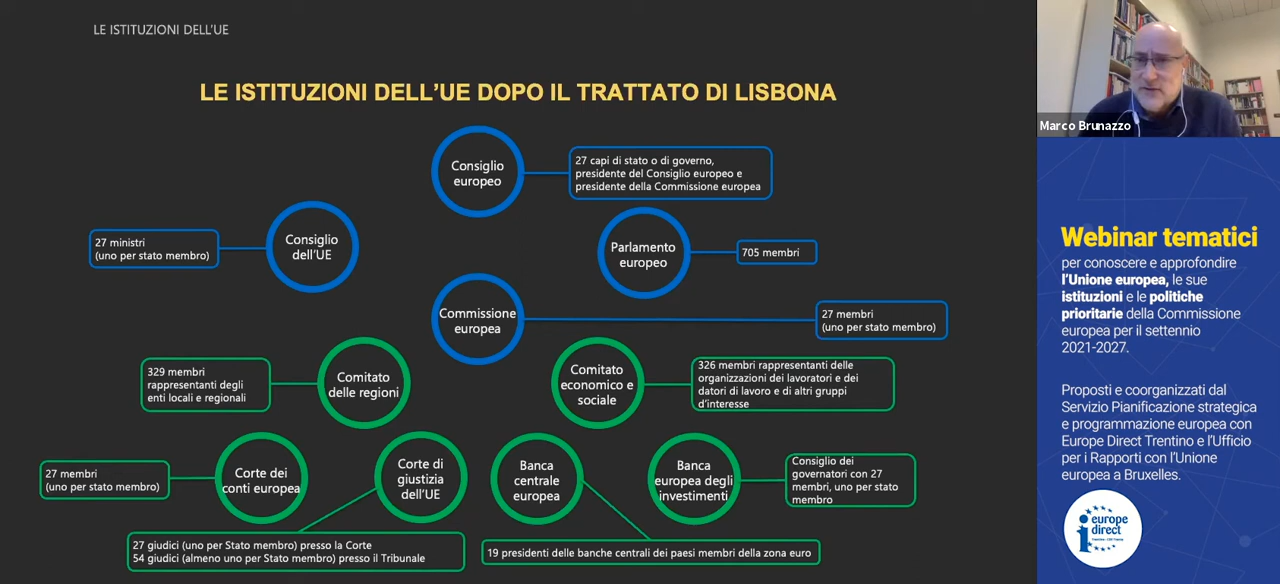 LE ISTITUZIONI DELL'UE
LE ISTITUZIONI DELL'UE DOPO IL TRATTATO DI LISBONA
Consiglio
europeo
27 capi di stato o di governo,
presidente del Consiglio europeo e
presidente della Commissione europea
27 ministri
(uno per stato membro)
Consiglio
dell'UE
Parlamento
europeo
705 membri
Commissione
europea
27 membri
(uno per stato membro)
329 membri
rappresentanti degli
enti locali e regionali
Comitato
delle regioni
Comitato
economico e
sociale
326 membri rappresentanti delle
organizzazioni dei lavoratori e dei
datori di lavoro e di altri gruppi
d'interesse
27 membri
(uno per stato membro)
Corte dei
conti europea
Corte di
giustizia
dell'UE
Banca
centrale
europea
Banca
europea degli
investimenti
Consiglio dei
governatori con 27
membri, uno per stato
membro
27 giudici (uno per Stato membro) presso la Corte
54 giudici (almeno uno per Stato membro) presso il Tribunale
19 presidenti delle banche centrali dei paesi membri della zona euro
Marco Brunazzo
Webinar tematici
per conoscere e approfondire
l'Unione europea, le sue
istituzioni e le politiche
prioritarie della Commissione
europea per il settennio
2021-2027.
Proposti e coorganizzati dal
Servizio Pianificazione strategica
e programmazione europea con
Europe Direct Trentino e l'Ufficio
per i Rapporti con l'Unione
europea a Bruxelles.
europe
direct